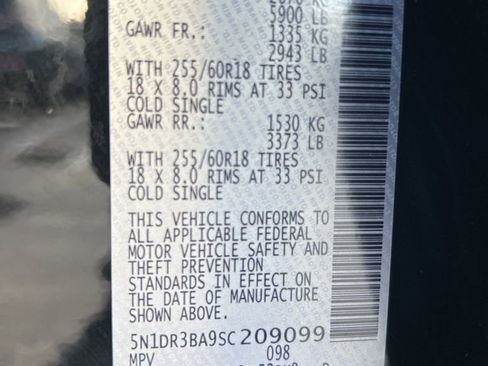 5900 LB
GAWR FR.: 1335 KG
2943 LB
WITH 255/60R18 TIRES
18 X 8.0 RIMS AT 33 PSI
COLD SINGLE
GAWR RR.: 1530 KG
3373 LB
WITH 255/60R18 TIRES
18 X 8.0 RIMS AT 33 PSI
COLD SINGLE
THIS VEHICLE CONFORMS TO
ALL APPLICABLE FEDERAL
MOTOR VEHICLE SAFETY AND
THEFT PREVENTION
STANDARDS IN EFFECT ON
THE DATE OF MANUFACTURE
SHOWN ABOVE.
5N1DR3BA9SC209099
MPV 098